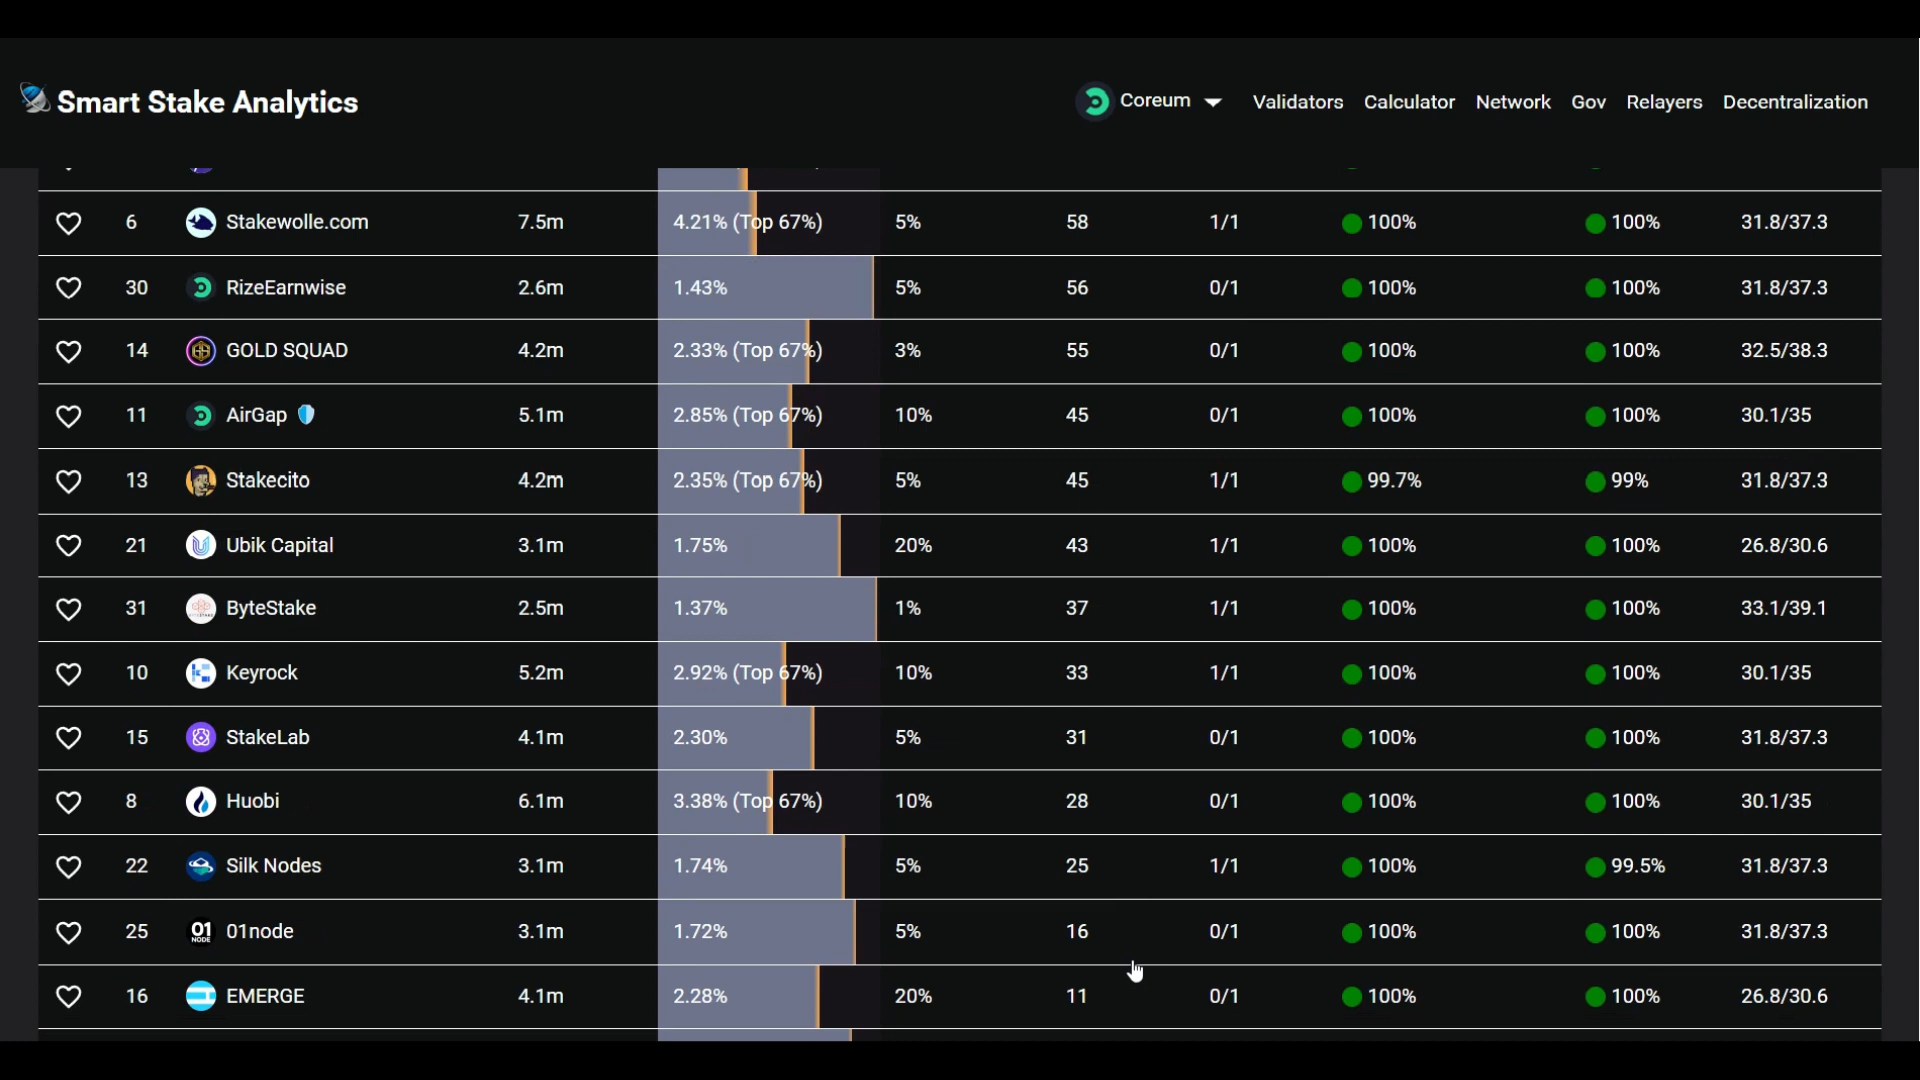 Smart Stake Analytics
Coreum Validators Calculator Network Gov Relayers Decentralization
6 Stakewolle.com 7.5m 4.21% (Top 67%) 5% 58 1/1 100% 100% 31.8/37.3
30 RizeEarnwise 2.6m 1.43% 5% 56 0/1 100% 100% 31.8/37.3
14 GOLD SQUAD 4.2m 2.33% (Top 67%) 3% 55 0/1 100% 100% 32.5/38.3
11 AirGap 5.1m 2.85% (Top 67%) 10% 45 0/1 100% 100% 30.1/35
13 Stakecito 4.2m 2.35% (Top 67%) 5% 45 1/1 99.7% 99% 31.8/37.3
21 Ubik Capital 3.1m 1.75% 20% 43 1/1 100% 100% 26.8/30.6
31 ByteStake 2.5m 1.37% 1% 37 1/1 100% 100% 33.1/39.1
10 Keyrock 5.2m 2.92% (Top 67%) 10% 33 1/1 100% 100% 30.1/35
15 StakeLab 4.1m 2.30% 5% 31 0/1 100% 100% 31.8/37.3
8 Huobi 6.1m 3.38% (Top 67%) 10% 28 0/1 100% 100% 30.1/35
22 Silk Nodes 3.1m 1.74% 5% 25 1/1 100% 99.5% 31.8/37.3
25 01 NODE 01node 3.1m 1.72% 5% 16 0/1 100% 100% 31.8/37.3
16 EMERGE 4.1m 2.28% 20% 11 0/1 100% 100% 26.8/30.6